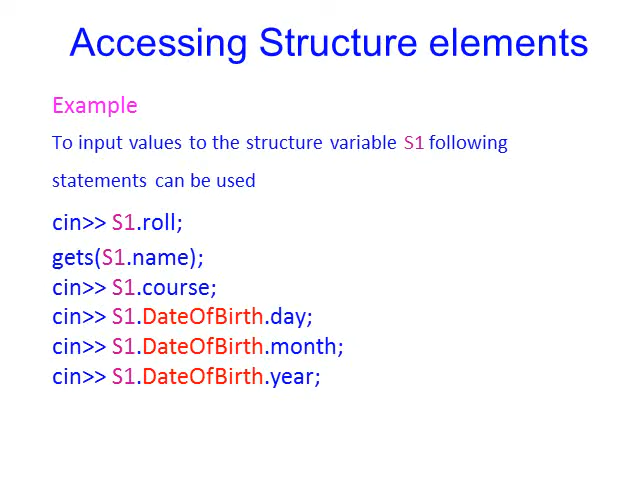 Accessing Structure elements
Example
To input values to the structure variable S1 following
statements can be used
cin>> S1.roll;
gets(S1.name);
cin>> S1.course;
cin>> S1.DateOfBirth.day;
cin>> S1.DateOfBirth.month;
cin>> S1.DateOfBirth.year;